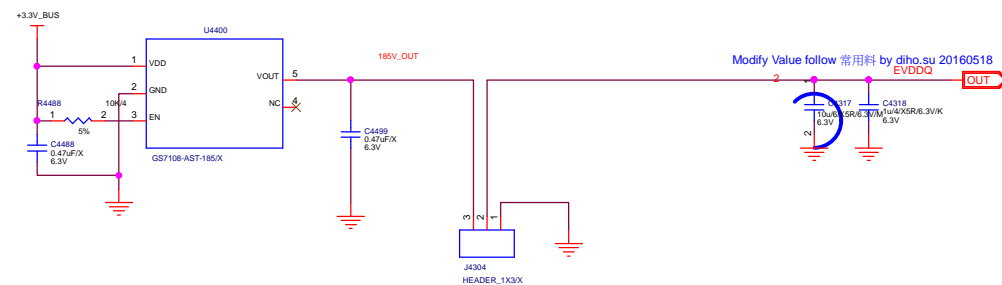 +3.3V_BUS
U4400
1
VDD
2
GND
3
EN
VOUT
5
NC
4
GS7108-AST-185/X
R4488
10K/4
1
2
5%
C4488
0.47uF/X
6.3V
185V_OUT
C4499
0.47uF/X
6.3V
3
2
1
J4304
HEADER_1X3/X
Modify Value follow 常用料 by diho.su 20160518
2
EVDDQ
OUT
1
C4317
10u/6/X5R/6.3V/M
6.3V
2
C4318
1u/4/X5R/6.3V/K
6.3V